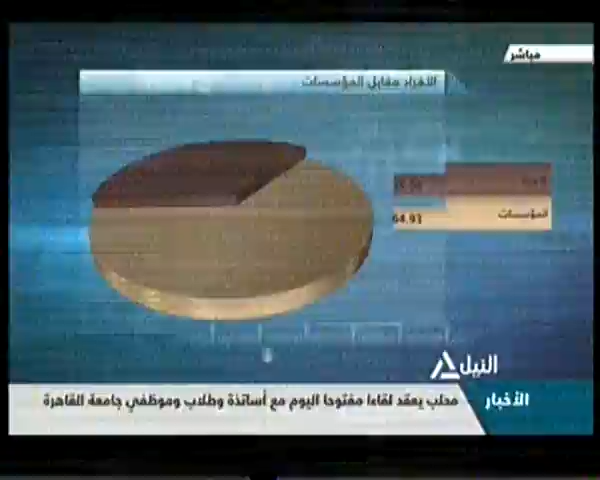 مباشر
الأفراد مقابل المؤسسات
المؤسسات
64.93
النيل
الأخبار
محلب يعقد لقاءا مفتوحا اليوم مع أساتذة وطلاب وموظفي جامعة القاهرة